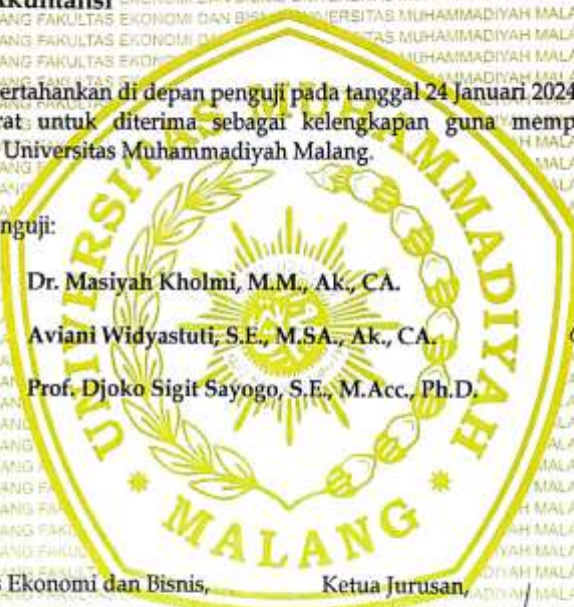 Akuntansi
ertahankan di depan penguji pada tanggal 24 Januari 2024
rat untuk diterima sebagai kelengkapan guna memp
Universitas Muhammadiyah Malang.
nguji:
Dr. Masiyah Kholmi, M.M., Ak., CA.
Aviani Widyastuti, S.E., M.SA., Ak., CA.
Prof. Djoko Sigit Sayogo, S.E., M.Acc., Ph.D.
UNIVERSITAS MUHAMMADIYAH
MALANG
s Ekonomi dan Bisnis, Ketua Jurusan,